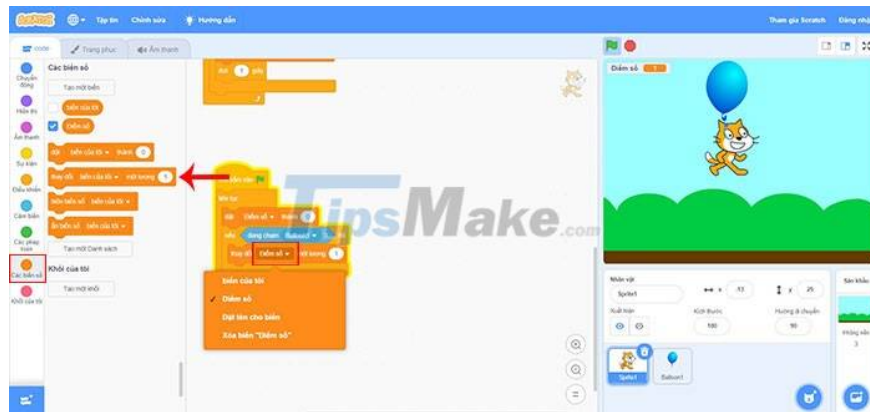 SCRATCH Tập tin Chỉnh sửa Hướng dẫn Tham gia Scratch Đăng nhập
Code Trang phục Âm thanh
Các biến số
Tạo một biến
biến của tôi
Điểm số
đặt biến của tôi thành 0
thay đổi biến của tôi một lượng 1
hiện biến số biến của tôi
ẩn biến số biến của tôi
Tạo một Danh sách
Khối của tôi
Tạo một khối
Chuyển động
Hiển thị
Âm thanh
Sự kiện
Điều khiển
Cảm biến
Các phép toán
Các biến số
Khối của tôi
đợi 1 giây
liên tục
đặt Điểm số thành
nếu đang chạm Balloon1
thay đổi Điểm số một lượng 1
biến của tôi
Điểm số
Đặt tên cho biến
Xóa biến "Điểm số"
TipsMake.com
Điểm số 1
Nhân vật
Sprite1
x -13 y 25
Xuất hiện
Kích thước
100
Hướng di chuyển
90
Sprite1
Balloon1
Sân khấu
3